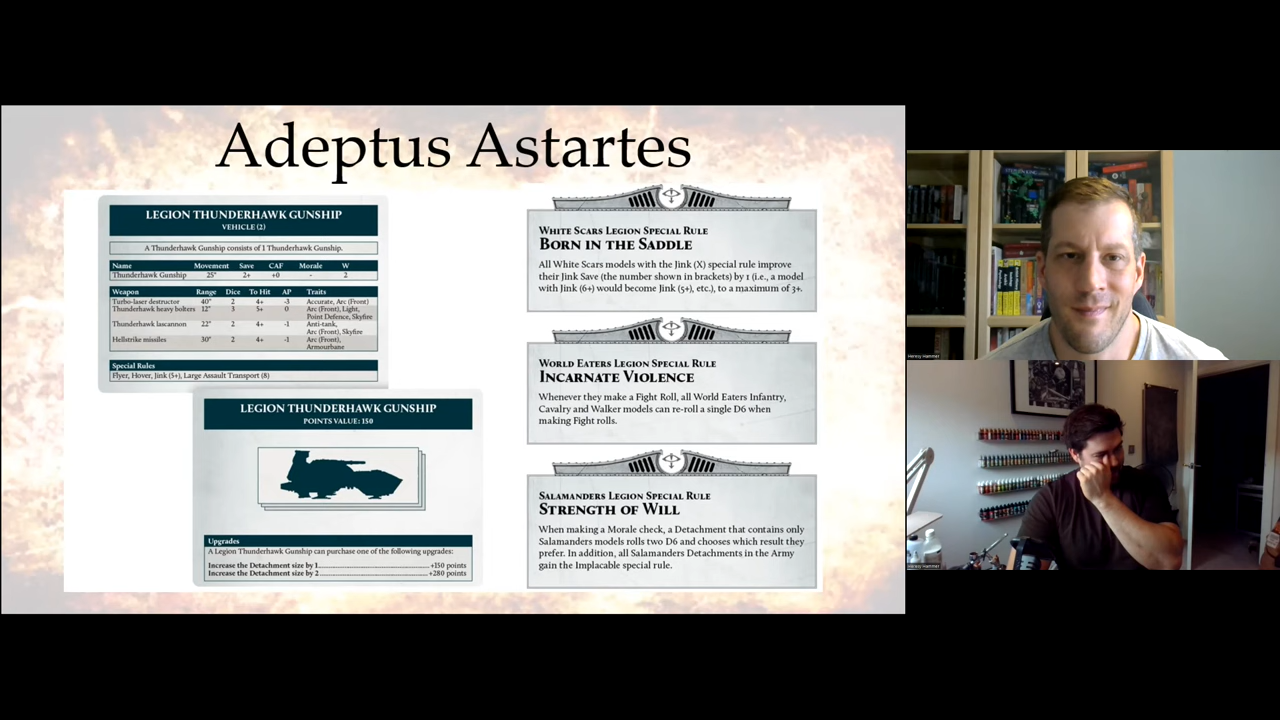 Adeptus Astartes
LEGION THUNDERHAWK GUNSHIP
VEHICLE (2)
A Thunderhawk Gunship consists of 1 Thunderhawk Gunship.
Name Movement Save CAF Morale W
Thunderhawk Gunship 25" 2+ +0 - 2
Weapon Range Dice To Hit AP Traits
Turbo-laser destructor 40" 2 4+ -3 Accurate, Arc (Front)
Thunderhawk heavy bolters 12" 3 5+ 0 Arc (Front), Light,
Point Defence, Skyfire
Thunderhawk lascannon 22" 2 4+ -1 Anti-tank,
Arc (Front), Skyfire
Hellstrike missiles 30" 2 4+ -1 Arc (Front),
Armourbane
Special Rules
Flyer, Hover, Jink (5+), Large Assault Transport (8)
LEGION THUNDERHAWK GUNSHIP
POINTS VALUE: 150
Upgrades
A Legion Thunderhawk Gunship can purchase one of the following upgrades:
Increase the Detachment size by 1 +150 points
Increase the Detachment size by 2 +280 points
WHITE SCARS LEGION SPECIAL RULE
BORN IN THE SADDLE
All White Scars models with the Jink (X) special rule improve
their Jink Save (the number shown in brackets) by 1 (i.e., a model
with Jink (6+) would become Jink (5+), etc.), to a maximum of 3+.
WORLD EATERS LEGION SPECIAL RULE
INCARNATE VIOLENCE
Whenever they make a Fight Roll, all World Eaters Infantry,
Cavalry and Walker models can re-roll a single D6 when
making Fight rolls.
SALAMANDERS LEGION SPECIAL RULE
STRENGTH OF WILL
When making a Morale check, a Detachment that contains only
Salamanders models rolls two D6 and chooses which result they
prefer. In addition, all Salamanders Detachments in the Army
gain the Implacable special rule.
STEPHEN KING
Henny Hammer